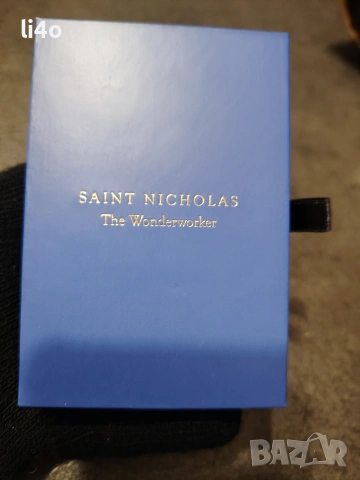 li4o
SAINT NICHOLAS
The Wonderworker
BAZAR